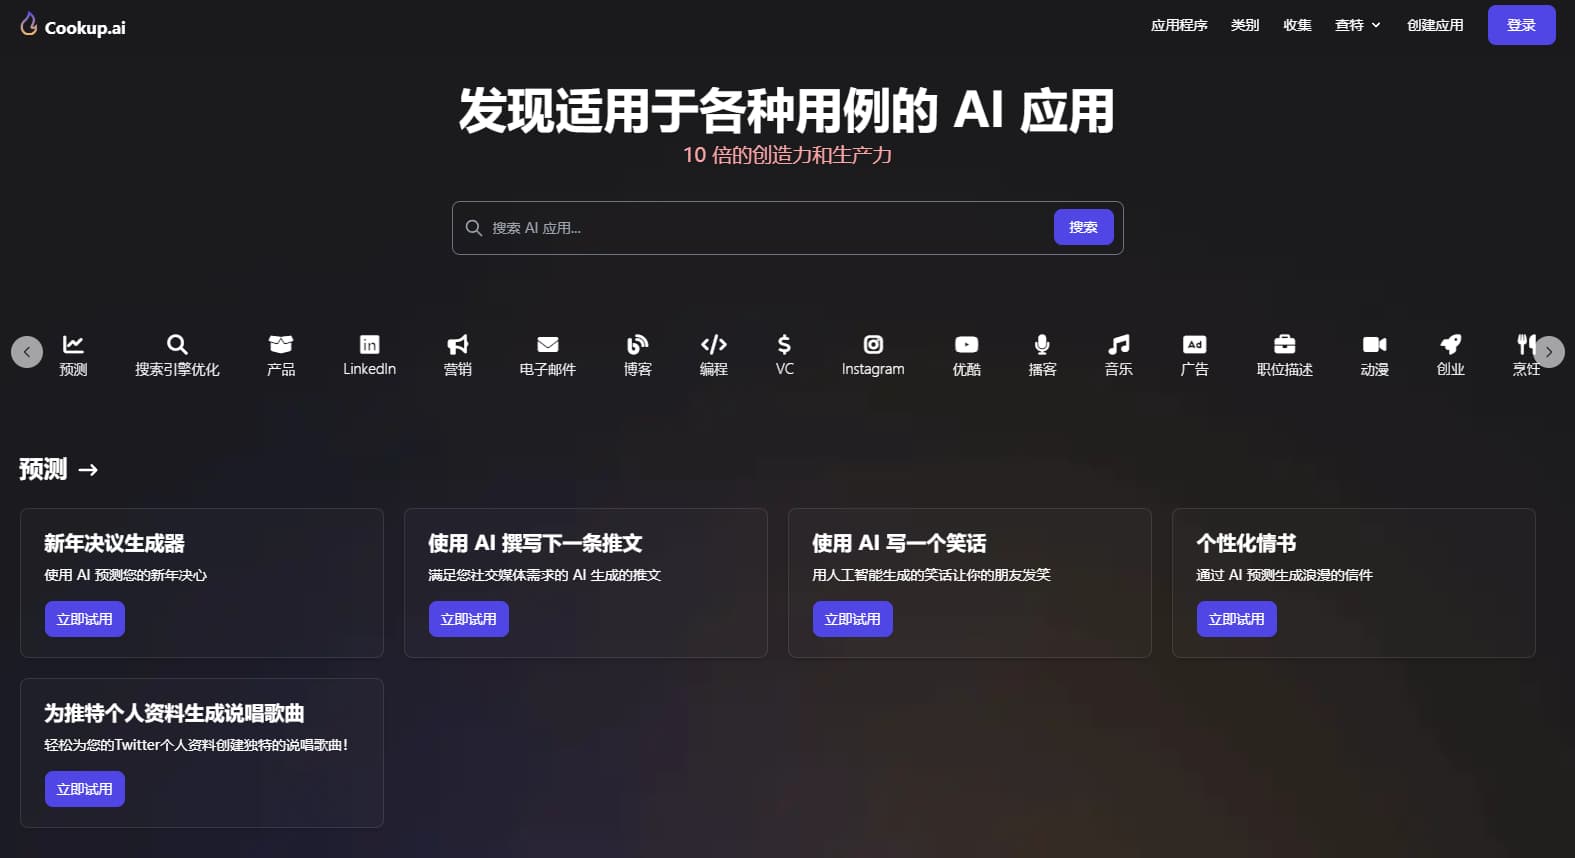 Cookup.ai
应用程序 类别 收集 查特 创建应用 登录
发现适用于各种用例的 AI 应用
10 倍的创造力和生产力
搜索 AI 应用... 搜索
预测 搜索引擎优化 产品 LinkedIn 营销 电子邮件 博客 编程 VC Instagram 优酷 播客 音乐 广告 职位描述 动漫 创业 烹饪
预测 →
新年决议生成器
使用 AI 预测您的新年决心
立即试用
使用 AI 撰写下一条推文
满足您社交媒体需求的 AI 生成的推文
立即试用
使用 AI 写一个笑话
用人工智能生成的笑话让你的朋友发笑
立即试用
个性化情书
通过 AI 预测生成浪漫的信件
立即试用
为推特个人资料生成说唱歌曲
轻松为您的Twitter个人资料创建独特的说唱歌曲！
立即试用